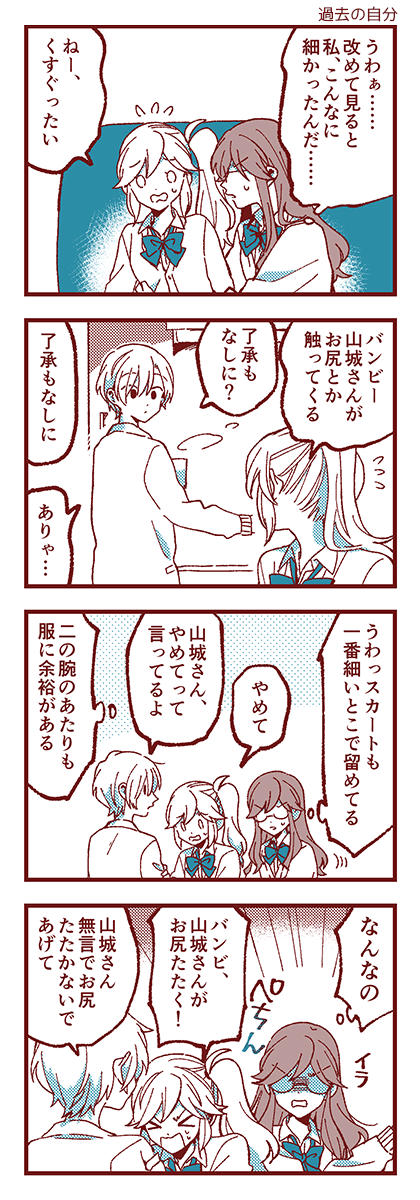 過去の自分
うわぁ……
改めて見ると
私、こんなに
細かったんだ……
ねー、
くすぐったい
バンビー
山城さんが
お尻とか
触ってくる
了承も
なしに？
了承もなしに
ありゃ…
うわっスカートも
一番細いとこで留めてる
やめて
山城さん、
やめてって
言ってるよ
二の腕のあたりも
服に余裕がある
なんなの
イラ
ぺちん
バンビ、
山城さんが
お尻たたく！
山城さん
無言でお尻
たたかないで
あげて